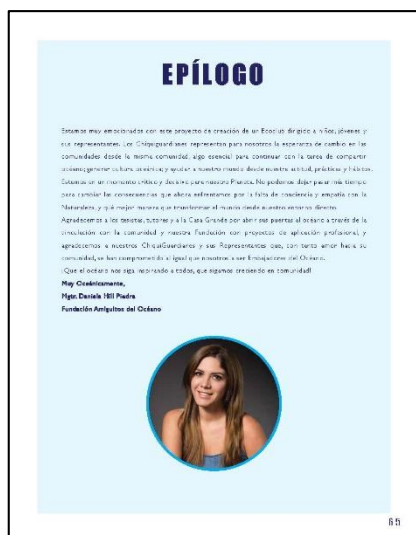 EPÍLOGO
Estamos muy emocionados con este proyecto de creación de un Ecoclub dirigido a niños, jóvenes y
sus representantes. Los Chiquiguardianes representan para nosotros la esperanza de cambio en las
comunidades desde la misma comunidad, algo esencial para continuar con la tarea de compartir
océano; generar cultura oceánica; y ayudar a nuestro mundo desde nuestra actitud, prácticas y hábitos.
Estamos en un momento crítico y decisivo para nuestro Planeta. No podemos dejar pasar más tiempo
para cambiar las consecuencias que ahora enfrentamos por la falta de conciencia y empatía con la
Naturaleza, y qué mejor manera que transformar el mundo desde nuestro entorno directo.
Agradecemos a los tesistas, tutores y a la Casa Grande por abrir sus puertas al océano a través de la
vinculación con la comunidad y nuestra Fundación con proyectos de aplicación profesional, y
agradecemos a nuestros ChiquiGuardianes y sus Representantes que, con tanto amor hacia su
comunidad, se han comprometido al igual que nosotros a ser Embajadores del Océano.
¡Que el océano nos siga inspirando a todos, que sigamos creciendo en comunidad!
Muy Oceánicamente,
Mgtr. Daniela Hill Piedra
Fundación Amiguitos del Océano
65